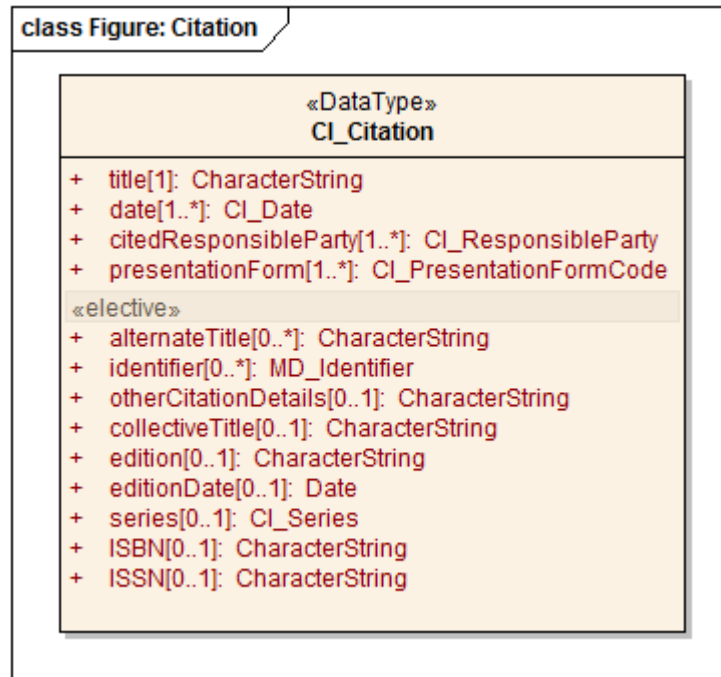 class Figure: Citation
«DataType»
CI_Citation
+ title[1]: CharacterString
+ date[1..*]: CI_Date
+ citedResponsibleParty[1..*]: CI_ResponsibleParty
+ presentationForm[1..*]: CI_PresentationFormCode
«elective»
+ alternateTitle[0..*]: CharacterString
+ identifier[0..*]: MD_Identifier
+ otherCitationDetails[0..1]: CharacterString
+ collectiveTitle[0..1]: CharacterString
+ edition[0..1]: CharacterString
+ editionDate[0..1]: Date
+ series[0..1]: CI_Series
+ ISBN[0..1]: CharacterString
+ ISSN[0..1]: CharacterString